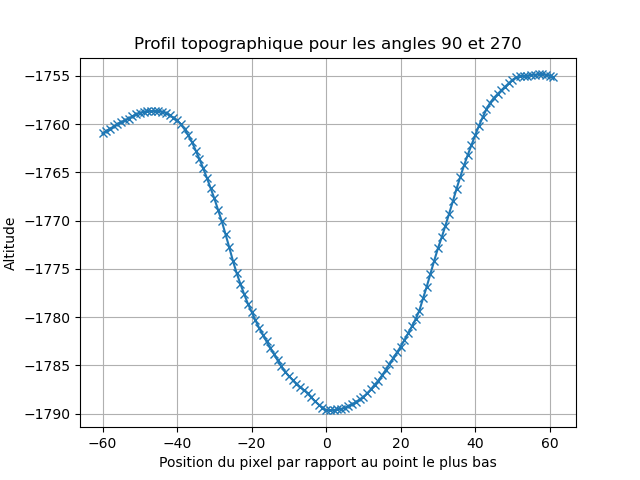 Profil topographique pour les angles 90 et 270
Altitude
−1755
−1760
−1765
−1770
−1775
−1780
−1785
−1790
−60 −40 −20 0 20 40 60
Position du pixel par rapport au point le plus bas